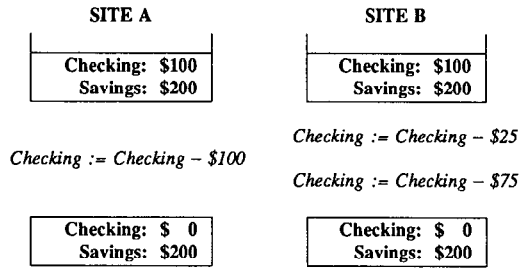 SITE A
SITE B
Checking: $100
Savings: $200
Checking: $100
Savings: $200
Checking := Checking – $100
Checking := Checking – $25
Checking := Checking – $75
Checking: $ 0
Savings: $200
Checking: $ 0
Savings: $200